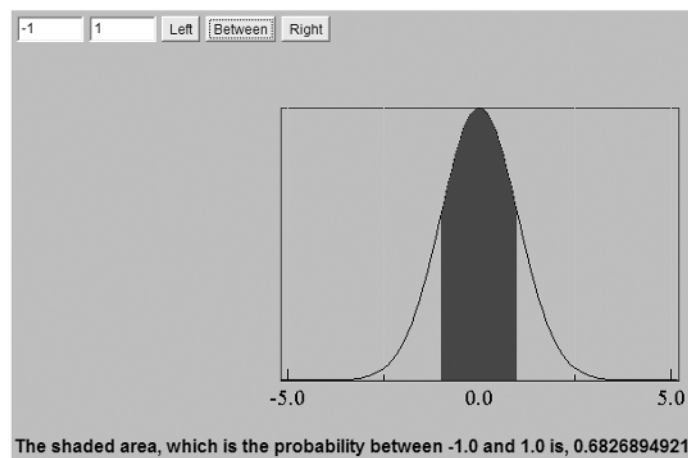 -1 1 Left Between Right
-5.0 0.0 5.0
The shaded area, which is the probability between -1.0 and 1.0 is, 0.6826894921